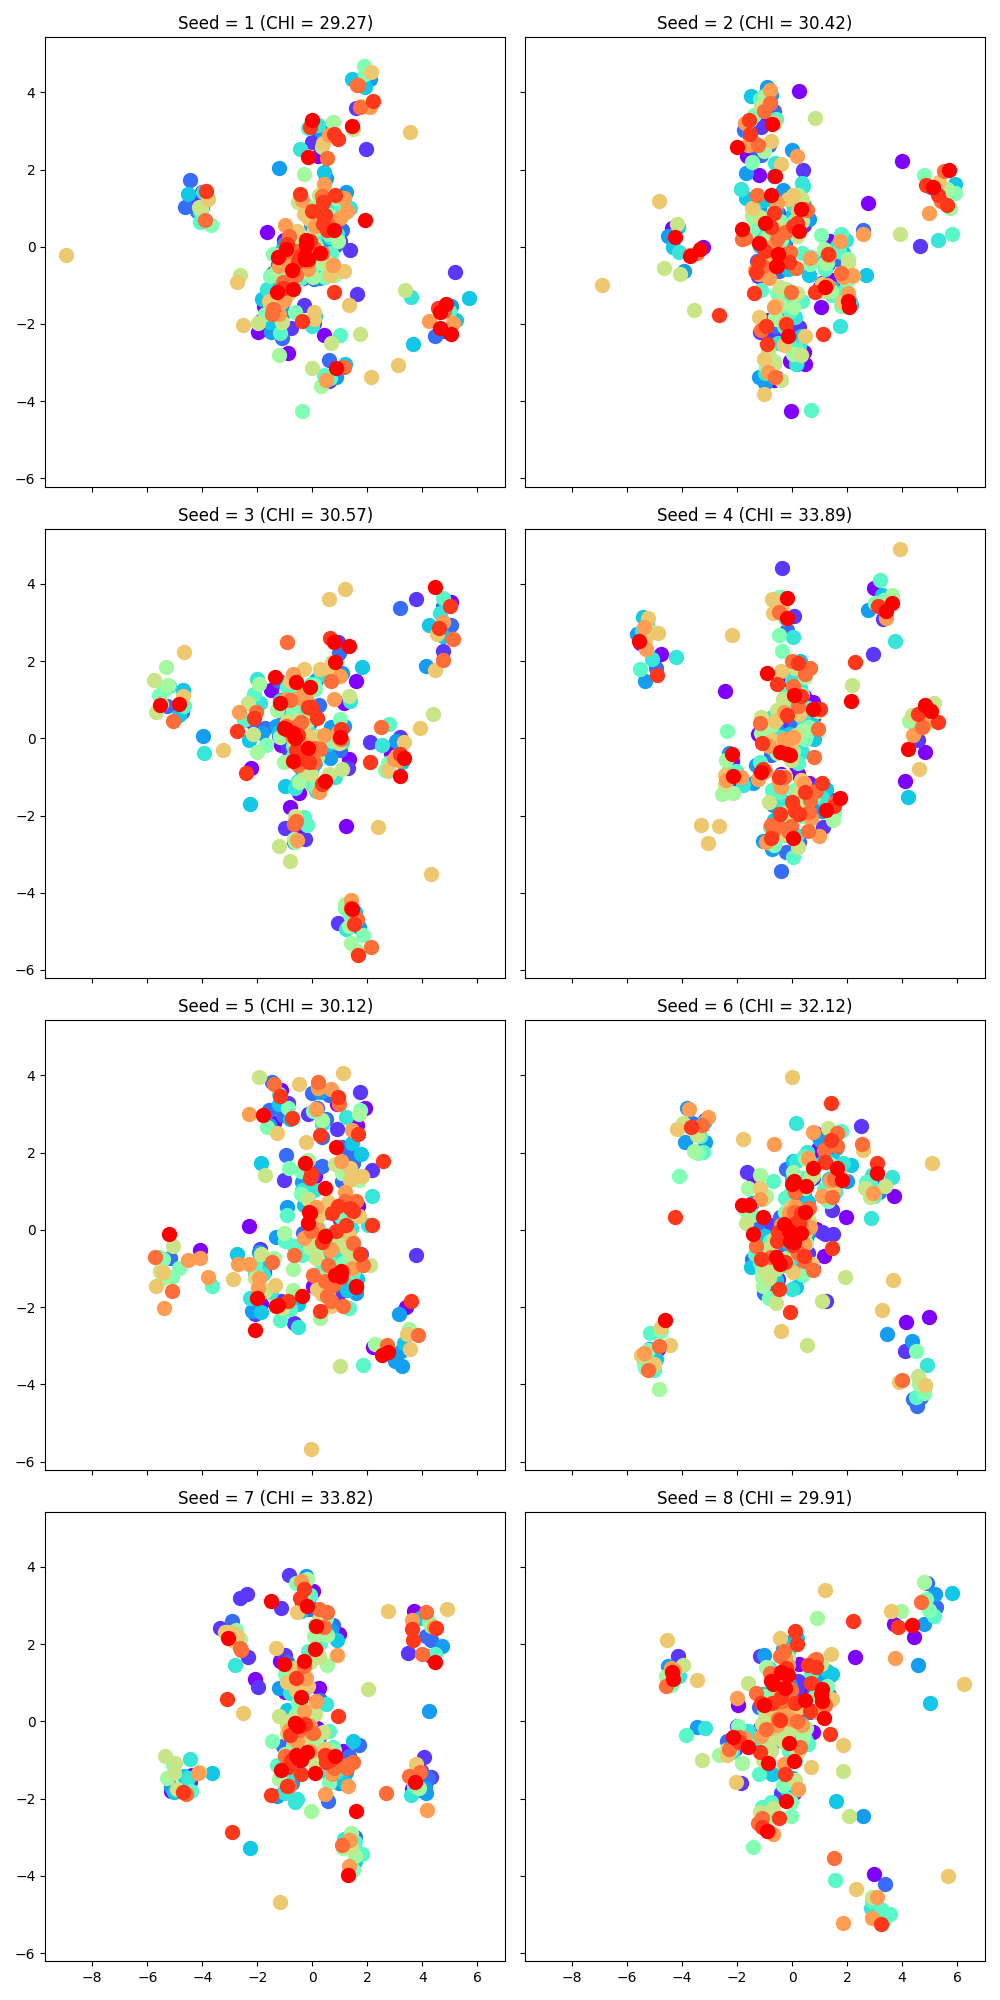 Seed = 1 (CHI = 29.27)
Seed = 2 (CHI = 30.42)
4
2
0
−2
−4
−6
Seed = 3 (CHI = 30.57)
Seed = 4 (CHI = 33.89)
4
2
0
−2
−4
−6
Seed = 5 (CHI = 30.12)
Seed = 6 (CHI = 32.12)
4
2
0
−2
−4
−6
Seed = 7 (CHI = 33.82)
Seed = 8 (CHI = 29.91)
4
2
0
−2
−4
−6
−8 −6 −4 −2 0 2 4 6
−8 −6 −4 −2 0 2 4 6